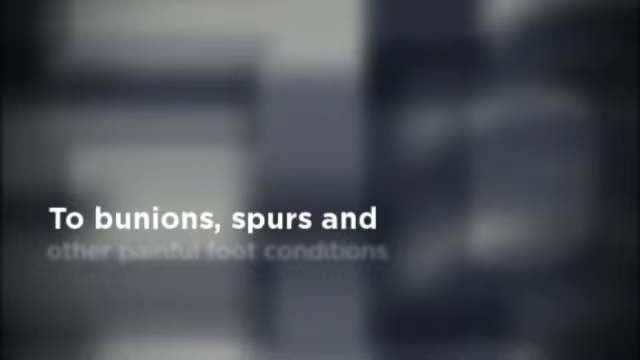 To bunions, spurs and
other painful foot conditions